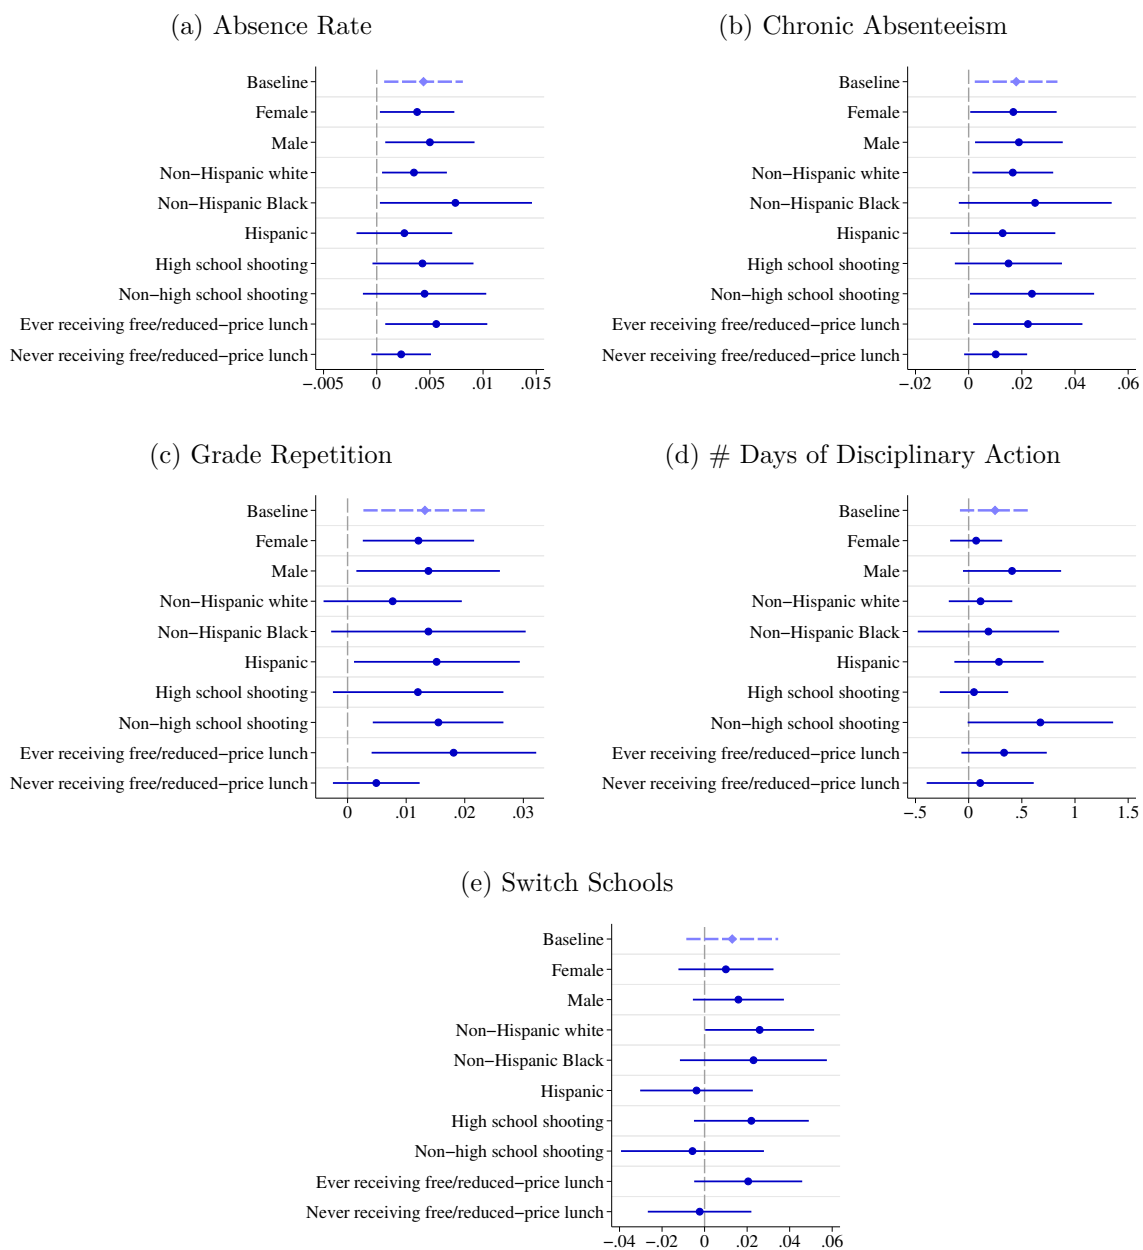 (a) Absence Rate
Baseline
Female
Male
Non−Hispanic white
Non−Hispanic Black
Hispanic
High school shooting
Non−high school shooting
Ever receiving free/reduced−price lunch
Never receiving free/reduced−price lunch
−.005 0 .005 .01 .015
(b) Chronic Absenteeism
Baseline
Female
Male
Non−Hispanic white
Non−Hispanic Black
Hispanic
High school shooting
Non−high school shooting
Ever receiving free/reduced−price lunch
Never receiving free/reduced−price lunch
−.02 0 .02 .04 .06
(c) Grade Repetition
Baseline
Female
Male
Non−Hispanic white
Non−Hispanic Black
Hispanic
High school shooting
Non−high school shooting
Ever receiving free/reduced−price lunch
Never receiving free/reduced−price lunch
0 .01 .02 .03
(d) # Days of Disciplinary Action
Baseline
Female
Male
Non−Hispanic white
Non−Hispanic Black
Hispanic
High school shooting
Non−high school shooting
Ever receiving free/reduced−price lunch
Never receiving free/reduced−price lunch
−.5 0 .5 1 1.5
(e) Switch Schools
Baseline
Female
Male
Non−Hispanic white
Non−Hispanic Black
Hispanic
High school shooting
Non−high school shooting
Ever receiving free/reduced−price lunch
Never receiving free/reduced−price lunch
−.04 −.02 0 .02 .04 .06